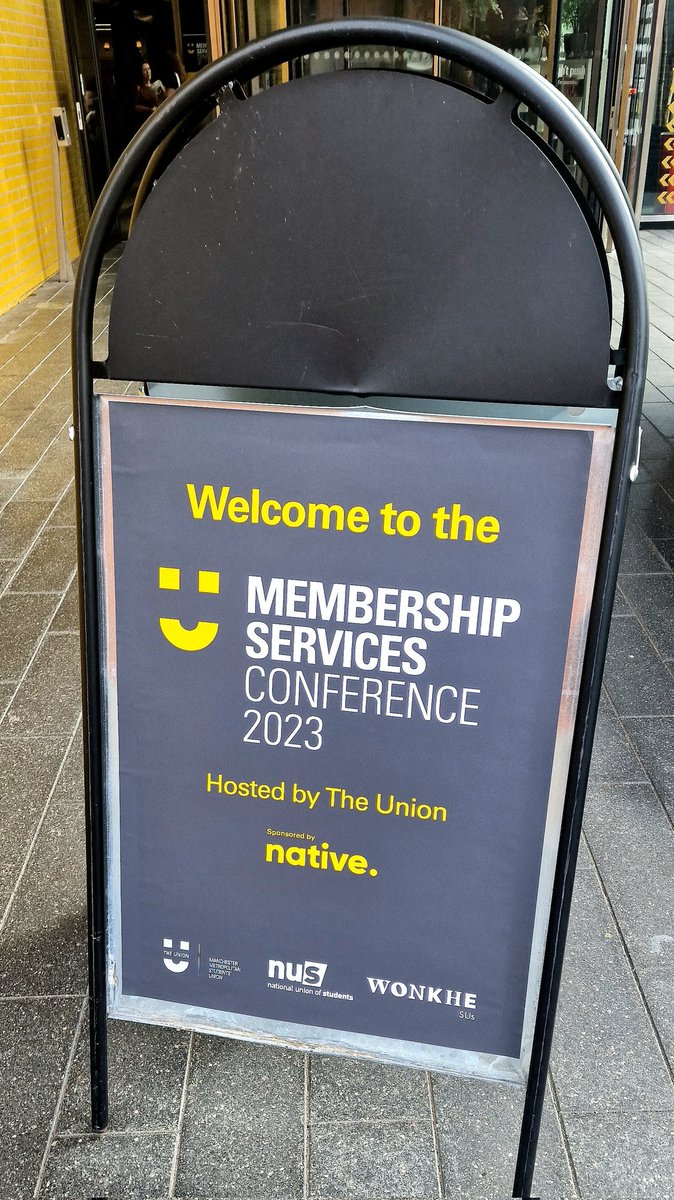 Welcome to the
MEMBERSHIP
SERVICES
CONFERENCE
2023
Hosted by The Union
Sponsored by
native.
THE UNION
MANCHESTER
METROPOLITAN
STUDENTS'
UNION
nus
national union of students
WONKHE
SUs